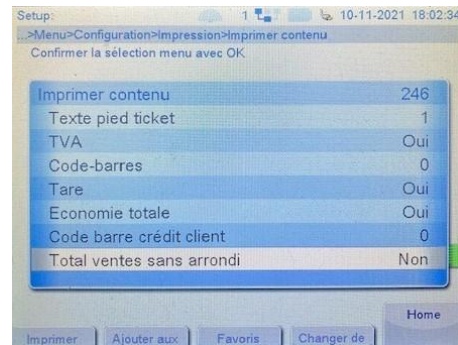 Setup: 1 10-11-2021 18:02:34
...>Menu>Configuration>Impression>Imprimer contenu
Confirmer la sélection menu avec OK
Imprimer contenu 246
Texte pied ticket 1
TVA Oui
Code-barres 0
Tare Oui
Economie totale Oui
Code barre crédit client 0
Total ventes sans arrondi Non
Home
Imprimer Ajouter aux Favoris Changer de